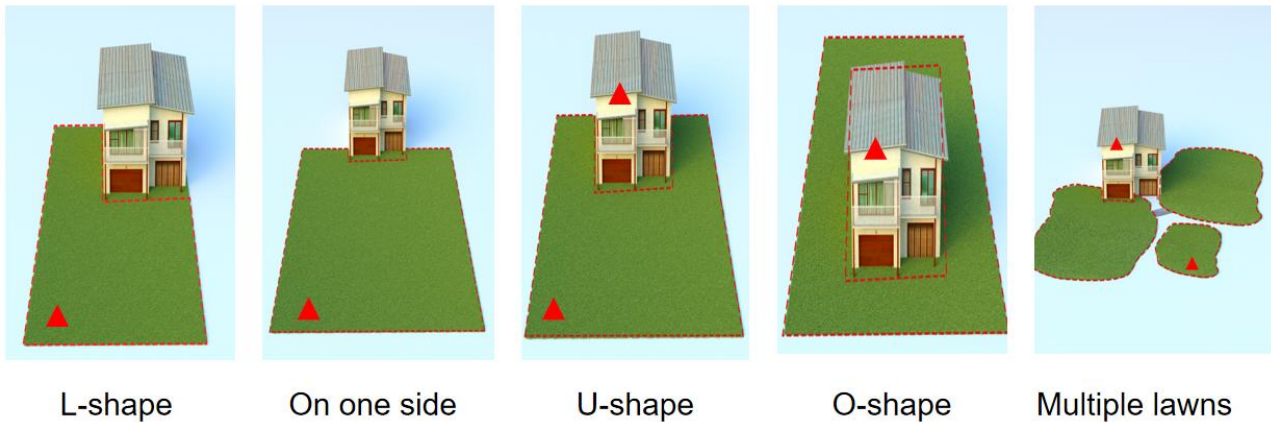 L-shape
On one side
U-shape
O-shape
Multiple lawns